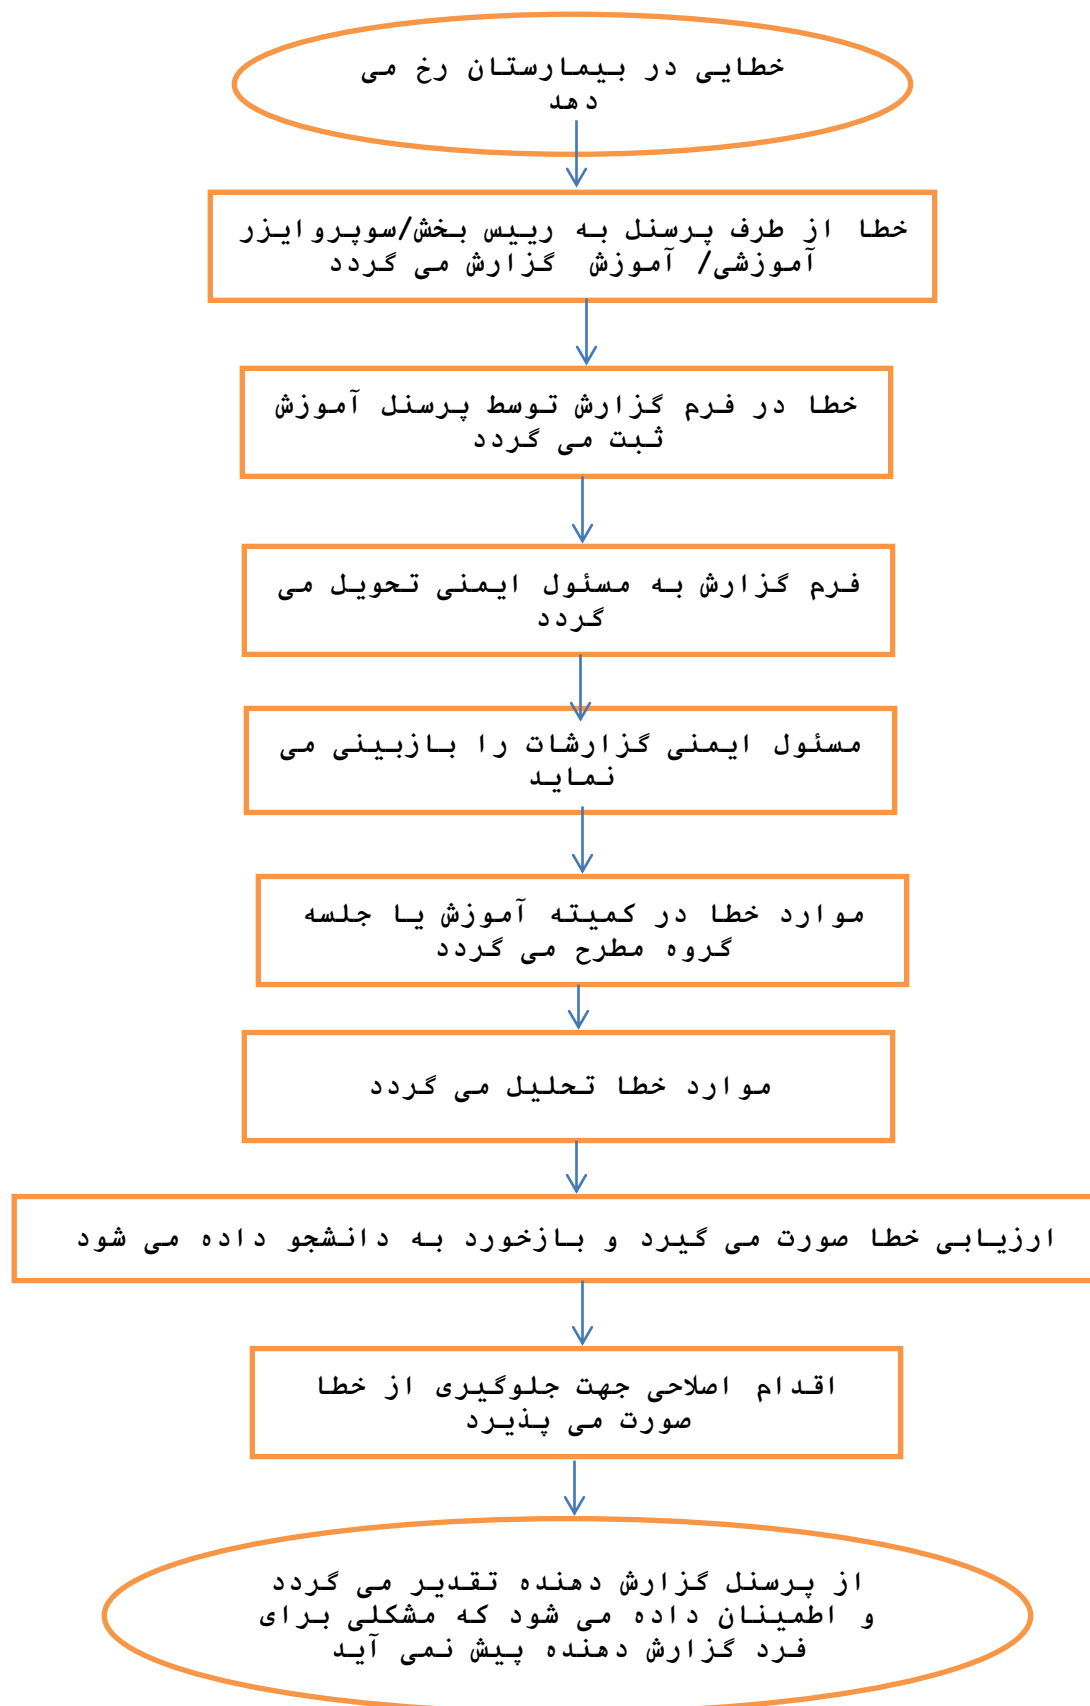 خطایی در بیمارستان رخ می
دهد
خطا از طرف پرسنل به رییس بخش/سوپروایزر
آموزشی/ آموزش گزارش می گردد
خطا در فرم گزارش توسط پرسنل آموزش
ثبت می گردد
فرم گزارش به مسئول ایمنی تحویل می
گردد
مسئول ایمنی گزارشات را بازبینی می
نماید
موارد خطا در کمیته آموزش یا جلسه
گروه مطرح می گردد
موارد خطا تحلیل می گردد
ارزیابی خطا صورت می گیرد و بازخورد به دانشجو داده می شود
اقدام اصلاحی جهت جلوگیری از خطا
صورت می پذیرد
از پرسنل گزارش دهنده تقدیر می گردد
و اطمینان داده می شود که مشکلی برای
فرد گزارش دهنده پیش نمی آید